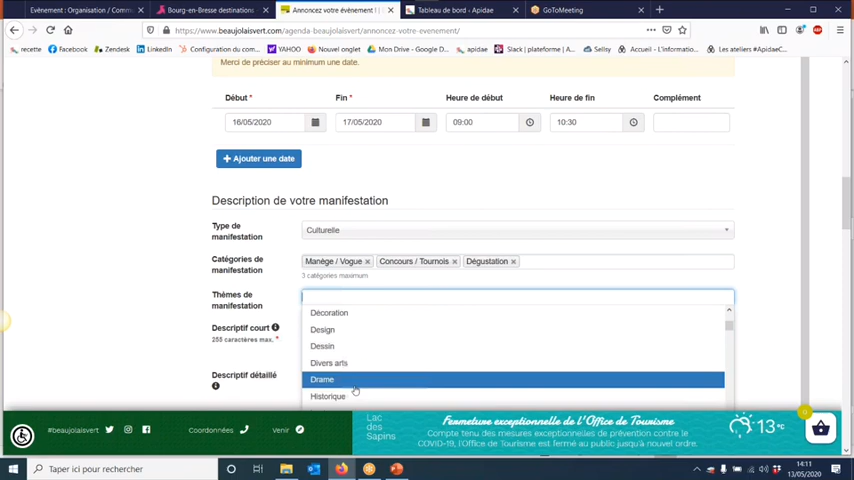 Evènement : Organisation / Comm
Bourg-en-Bresse destinations
Annoncez votre évènement ! |
Tableau de bord - Apidae
GoToMeeting
https://www.beaujolaisvert.com/agenda-beaujolaisvert/annoncez-votre-evenement/
recette
Facebook
Zendesk
LinkedIn
Configuration du com...
YAHOO
Nouvel onglet
Mon Drive - Google D...
apidae
Slack | plateforme | A...
Sellsy
Accueil - L'informatio...
Les ateliers #ApidaeC...
Merci de préciser au minimum une date.
Début *
Fin *
Heure de début
Heure de fin
Complément
16/05/2020
17/05/2020
09:00
10:30
+ Ajouter une date
Description de votre manifestation
Type de
manifestation
Culturelle
Catégories de
manifestation
Manège / Vogue ×
Concours / Tournois ×
Dégustation ×
3 catégories maximum
Thèmes de
manifestation
Décoration
Design
Dessin
Divers arts
Drame
Historique
Descriptif court
255 caractères max. *
Descriptif détaillé
#beaujolaisvert
Coordonnées
Venir
Lac
des
Sapins
Fermeture exceptionnelle de l'Office de Tourisme
Compte tenu des mesures exceptionnelles de prévention contre le
COVID-19, l'Office de Tourisme est fermé au public jusqu'à nouvel ordre.
13°C
0
Taper ici pour rechercher
14:11
13/05/2020